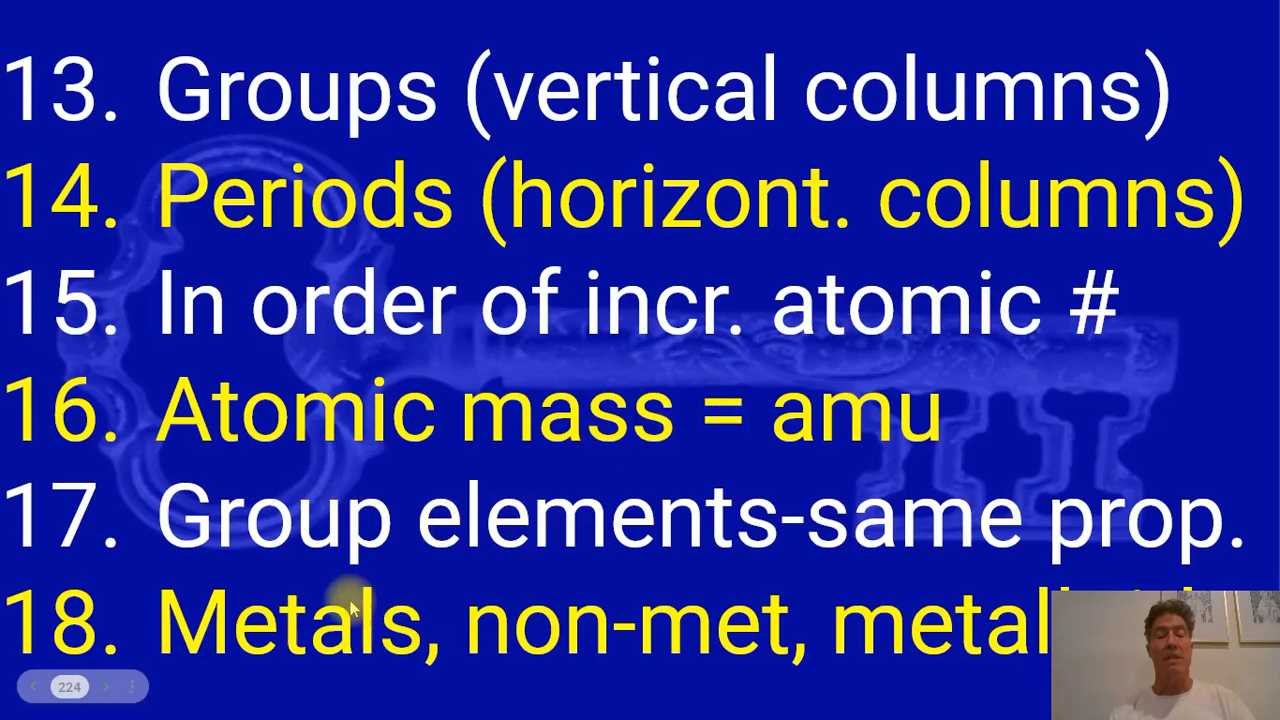 13. Groups (vertical columns)
14. Periods (horizont. columns)
15. In order of incr. atomic #
16. Atomic mass = amu
17. Group elements-same prop.
18. Metals, non-met,
224